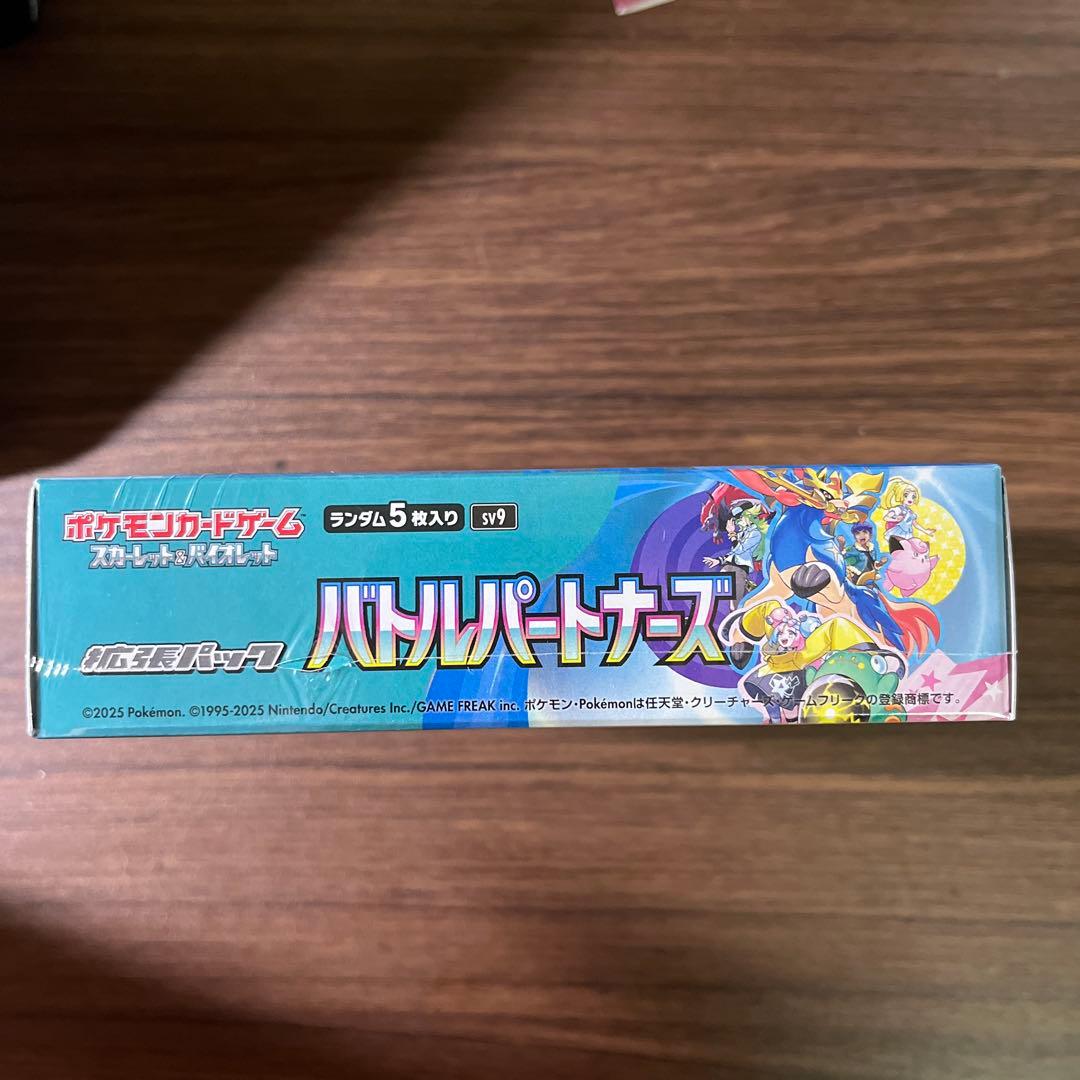 ポケモンカードゲーム
スカーレット&バイオレット
ランダム5枚入り
sv9
拡張パック
バトルパートナーズ
©2025 Pokémon. ©1995-2025 Nintendo/Creatures Inc./GAME FREAK inc. ポケモン・Pokémonは任天堂・クリーチャーズ・ゲームフリークの登録商標です。